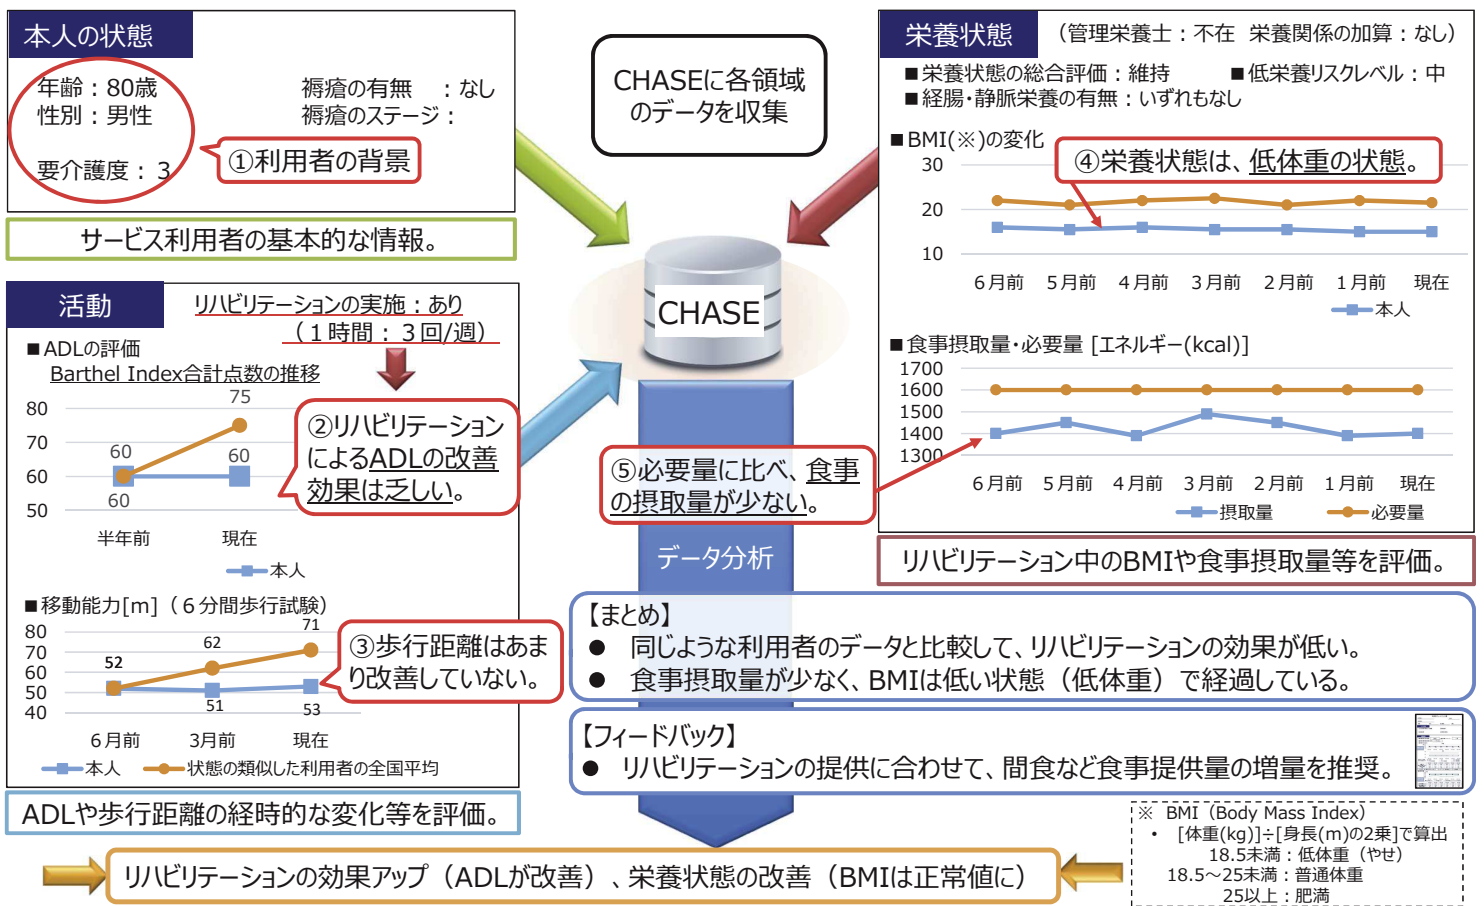 本人の状態
年齢：80歳
性別：男性
要介護度：３
褥瘡の有無　：なし
褥瘡のステージ：
①利用者の背景
サービス利用者の基本的な情報。
CHASEに各領域
のデータを収集
CHASE
栄養状態
（管理栄養士：不在 栄養関係の加算：なし）
■栄養状態の総合評価：維持
■低栄養リスクレベル：中
■経腸・静脈栄養の有無：いずれもなし
■BMI(※)の変化
④栄養状態は、低体重の状態。
30
20
10
６月前 ５月前 ４月前 ３月前 ２月前 １月前 現在
本人
■食事摂取量・必要量 [エネルギー(kcal)]
1700
1600
1500
1400
1300
６月前 ５月前 ４月前 ３月前 ２月前 １月前 現在
摂取量 必要量
⑤必要量に比べ、食事
の摂取量が少ない。
リハビリテーション中のBMIや食事摂取量等を評価。
活動
リハビリテーションの実施：あり
（１時間：３回/週）
■ADLの評価
Barthel Index合計点数の推移
80
70
60
50
75
60
60
60
半年前 現在
本人
②リハビリテーション
によるADLの改善
効果は乏しい。
■移動能力[m]（６分間歩行試験）
80
70
60
50
40
52
62
71
51
53
６月前 3月前 現在
本人 状態の類似した利用者の全国平均
③歩行距離はあま
り改善していない。
ADLや歩行距離の経時的な変化等を評価。
データ分析
【まとめ】
● 同じような利用者のデータと比較して、リハビリテーションの効果が低い。
● 食事摂取量が少なく、BMIは低い状態（低体重）で経過している。
【フィードバック】
● リハビリテーションの提供に合わせて、間食など食事提供量の増量を推奨。
リハビリテーションの効果アップ（ADLが改善）、栄養状態の改善（BMIは正常値に）
※ BMI（Body Mass Index）
・ [体重(kg)]÷[身長(m)の2乗]で算出
18.5未満：低体重（やせ）
18.5～25未満：普通体重
25以上：肥満